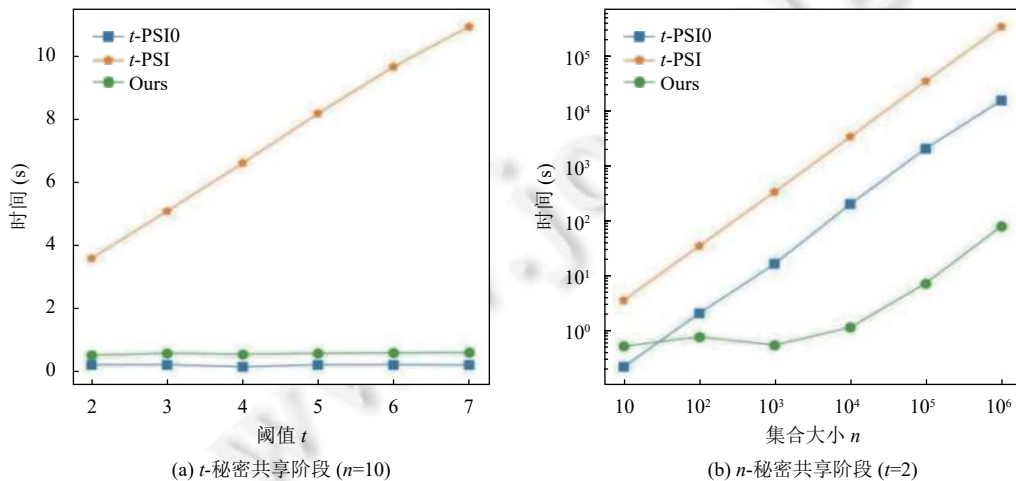 t-PSI0
t-PSI
Ours
10
8
6
4
2
0
时间 (s)
2 3 4 5 6 7
阈值 t
(a) t-秘密共享阶段 (n=10)
t-PSI0
t-PSI
Ours
10⁵
10⁴
10³
10²
10¹
10⁰
时间 (s)
10 10² 10³ 10⁴ 10⁵ 10⁶
集合大小 n
(b) n-秘密共享阶段 (t=2)